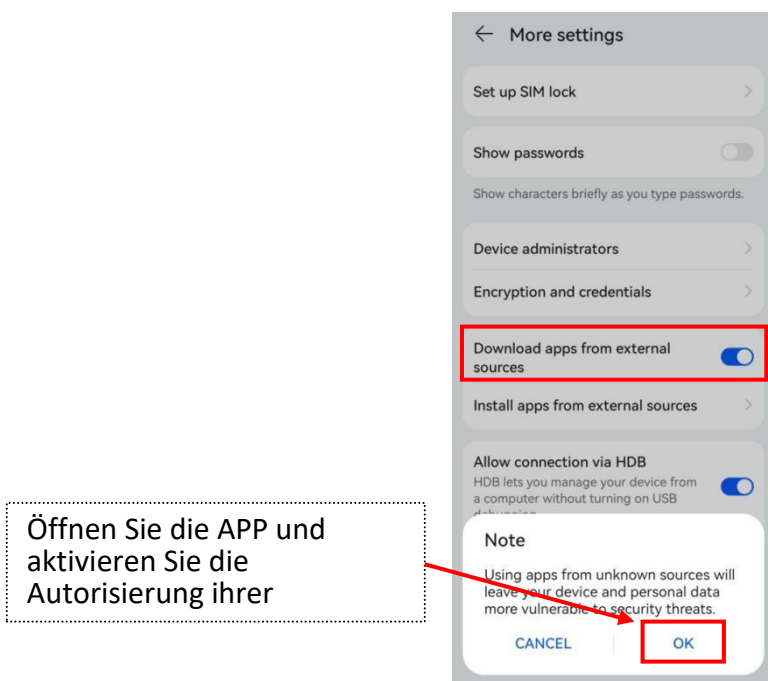 More settings
Set up SIM lock
Show passwords
Show characters briefly as you type passwords.
Device administrators
Encryption and credentials
Download apps from external
sources
Install apps from external sources
Allow connection via HDB
HDB lets you manage your device from
a computer without turning on USB
Öffnen Sie die APP und
aktivieren Sie die
Autorisierung ihrer
Note
Using apps from unknown sources will
leave your device and personal data
more vulnerable to security threats.
CANCEL
OK